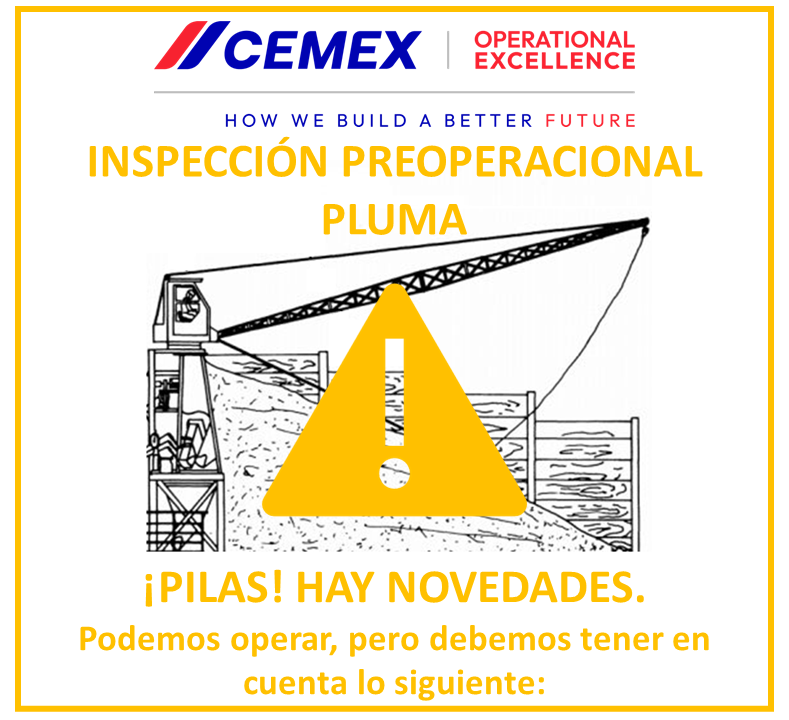 CEMEX
OPERATIONAL
EXCELLENCE
HOW WE BUILD A BETTER FUTURE
INSPECCIÓN PREOPERACIONAL
PLUMA
¡PILAS! HAY NOVEDADES.
Podemos operar, pero debemos tener en
cuenta lo siguiente: